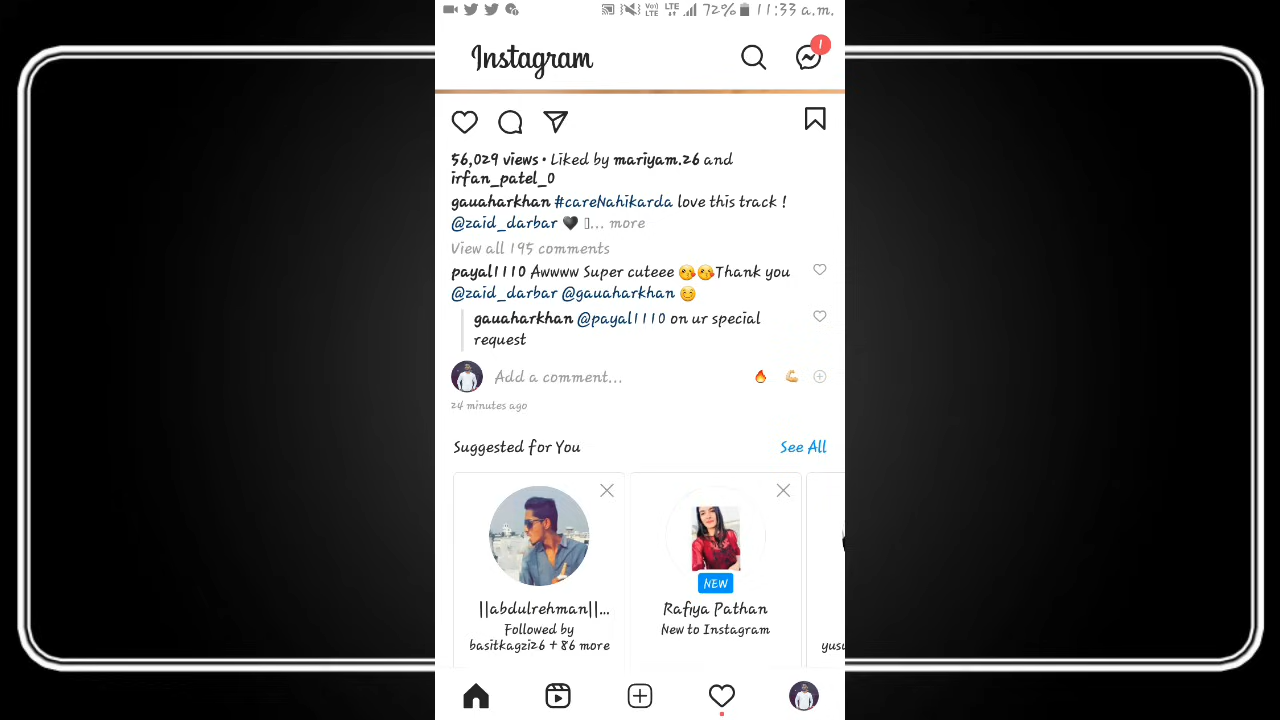 72% 11:33 a.m.
Instagram
1
56,029 views • Liked by mariyam.26 and
irfan_patel_0
gauaharkhan #careNahikarda love this track !
@zaid_darbar 🖤 ... more
View all 195 comments
payal1110 Awwww Super cuteee 😘😘Thank you
@zaid_darbar @gauaharkhan 😊
gauaharkhan @payal1110 on ur special
request
Add a comment...
24 minutes ago
Suggested for You See All
||abdulrehman||...
Followed by
basitkagzi26 + 86 more
NEW
Rafiya Pathan
New to Instagram
yusu